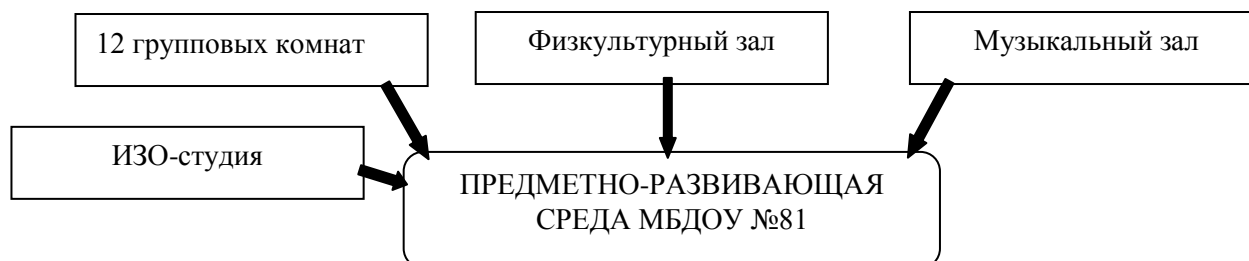 12 групповых комнат
Физкультурный зал
Музыкальный зал
ИЗО-студия
ПРЕДМЕТНО-РАЗВИВАЮЩАЯ
СРЕДА МБДОУ №81